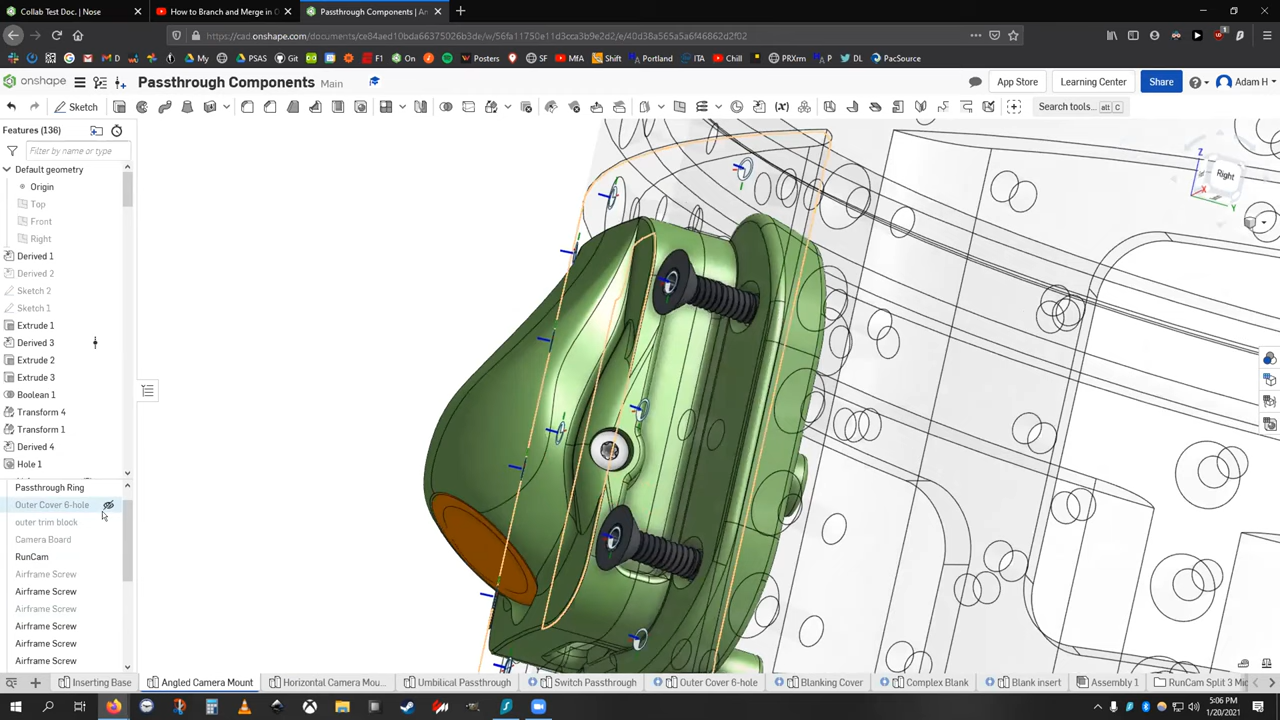 Collab Test Doc. | Nose
How to Branch and Merge in O
Passthrough Components | An
https://cad.onshape.com/documents/ce84aed10bda66375026b3de/w/56fa11750e11d3cca3b9e2d2/e/40d38a565a5a6f46862d2f02
M
D
W
PSAS
Git
F1
On
Posters
SF
MfA
Shift
Portland
ITA
Chill
PRXrm
P
DL
PacSource
onshape
Passthrough Components Main
App Store
Learning Center
Share
Adam H
Sketch
Search tools... alt C
Features (136)
Filter by name or type
Default geometry
Origin
Top
Front
Right
Derived 1
Derived 2
Sketch 2
Sketch 1
Extrude 1
Derived 3
Extrude 2
Extrude 3
Boolean 1
Transform 4
Transform 1
Derived 4
Hole 1
Passthrough Ring
Outer Cover 6-hole
outer trim block
Camera Board
RunCam
Airframe Screw
Airframe Screw
Airframe Screw
Airframe Screw
Airframe Screw
Airframe Screw
Z
Right
X
Y
Inserting Base
Angled Camera Mount
Horizontal Camera Mou...
Umbilical Passthrough
Switch Passthrough
Outer Cover 6-hole
Blanking Cover
Complex Blank
Blank insert
Assembly 1
RunCam Split 3 Mic
5:06 PM
1/20/2021